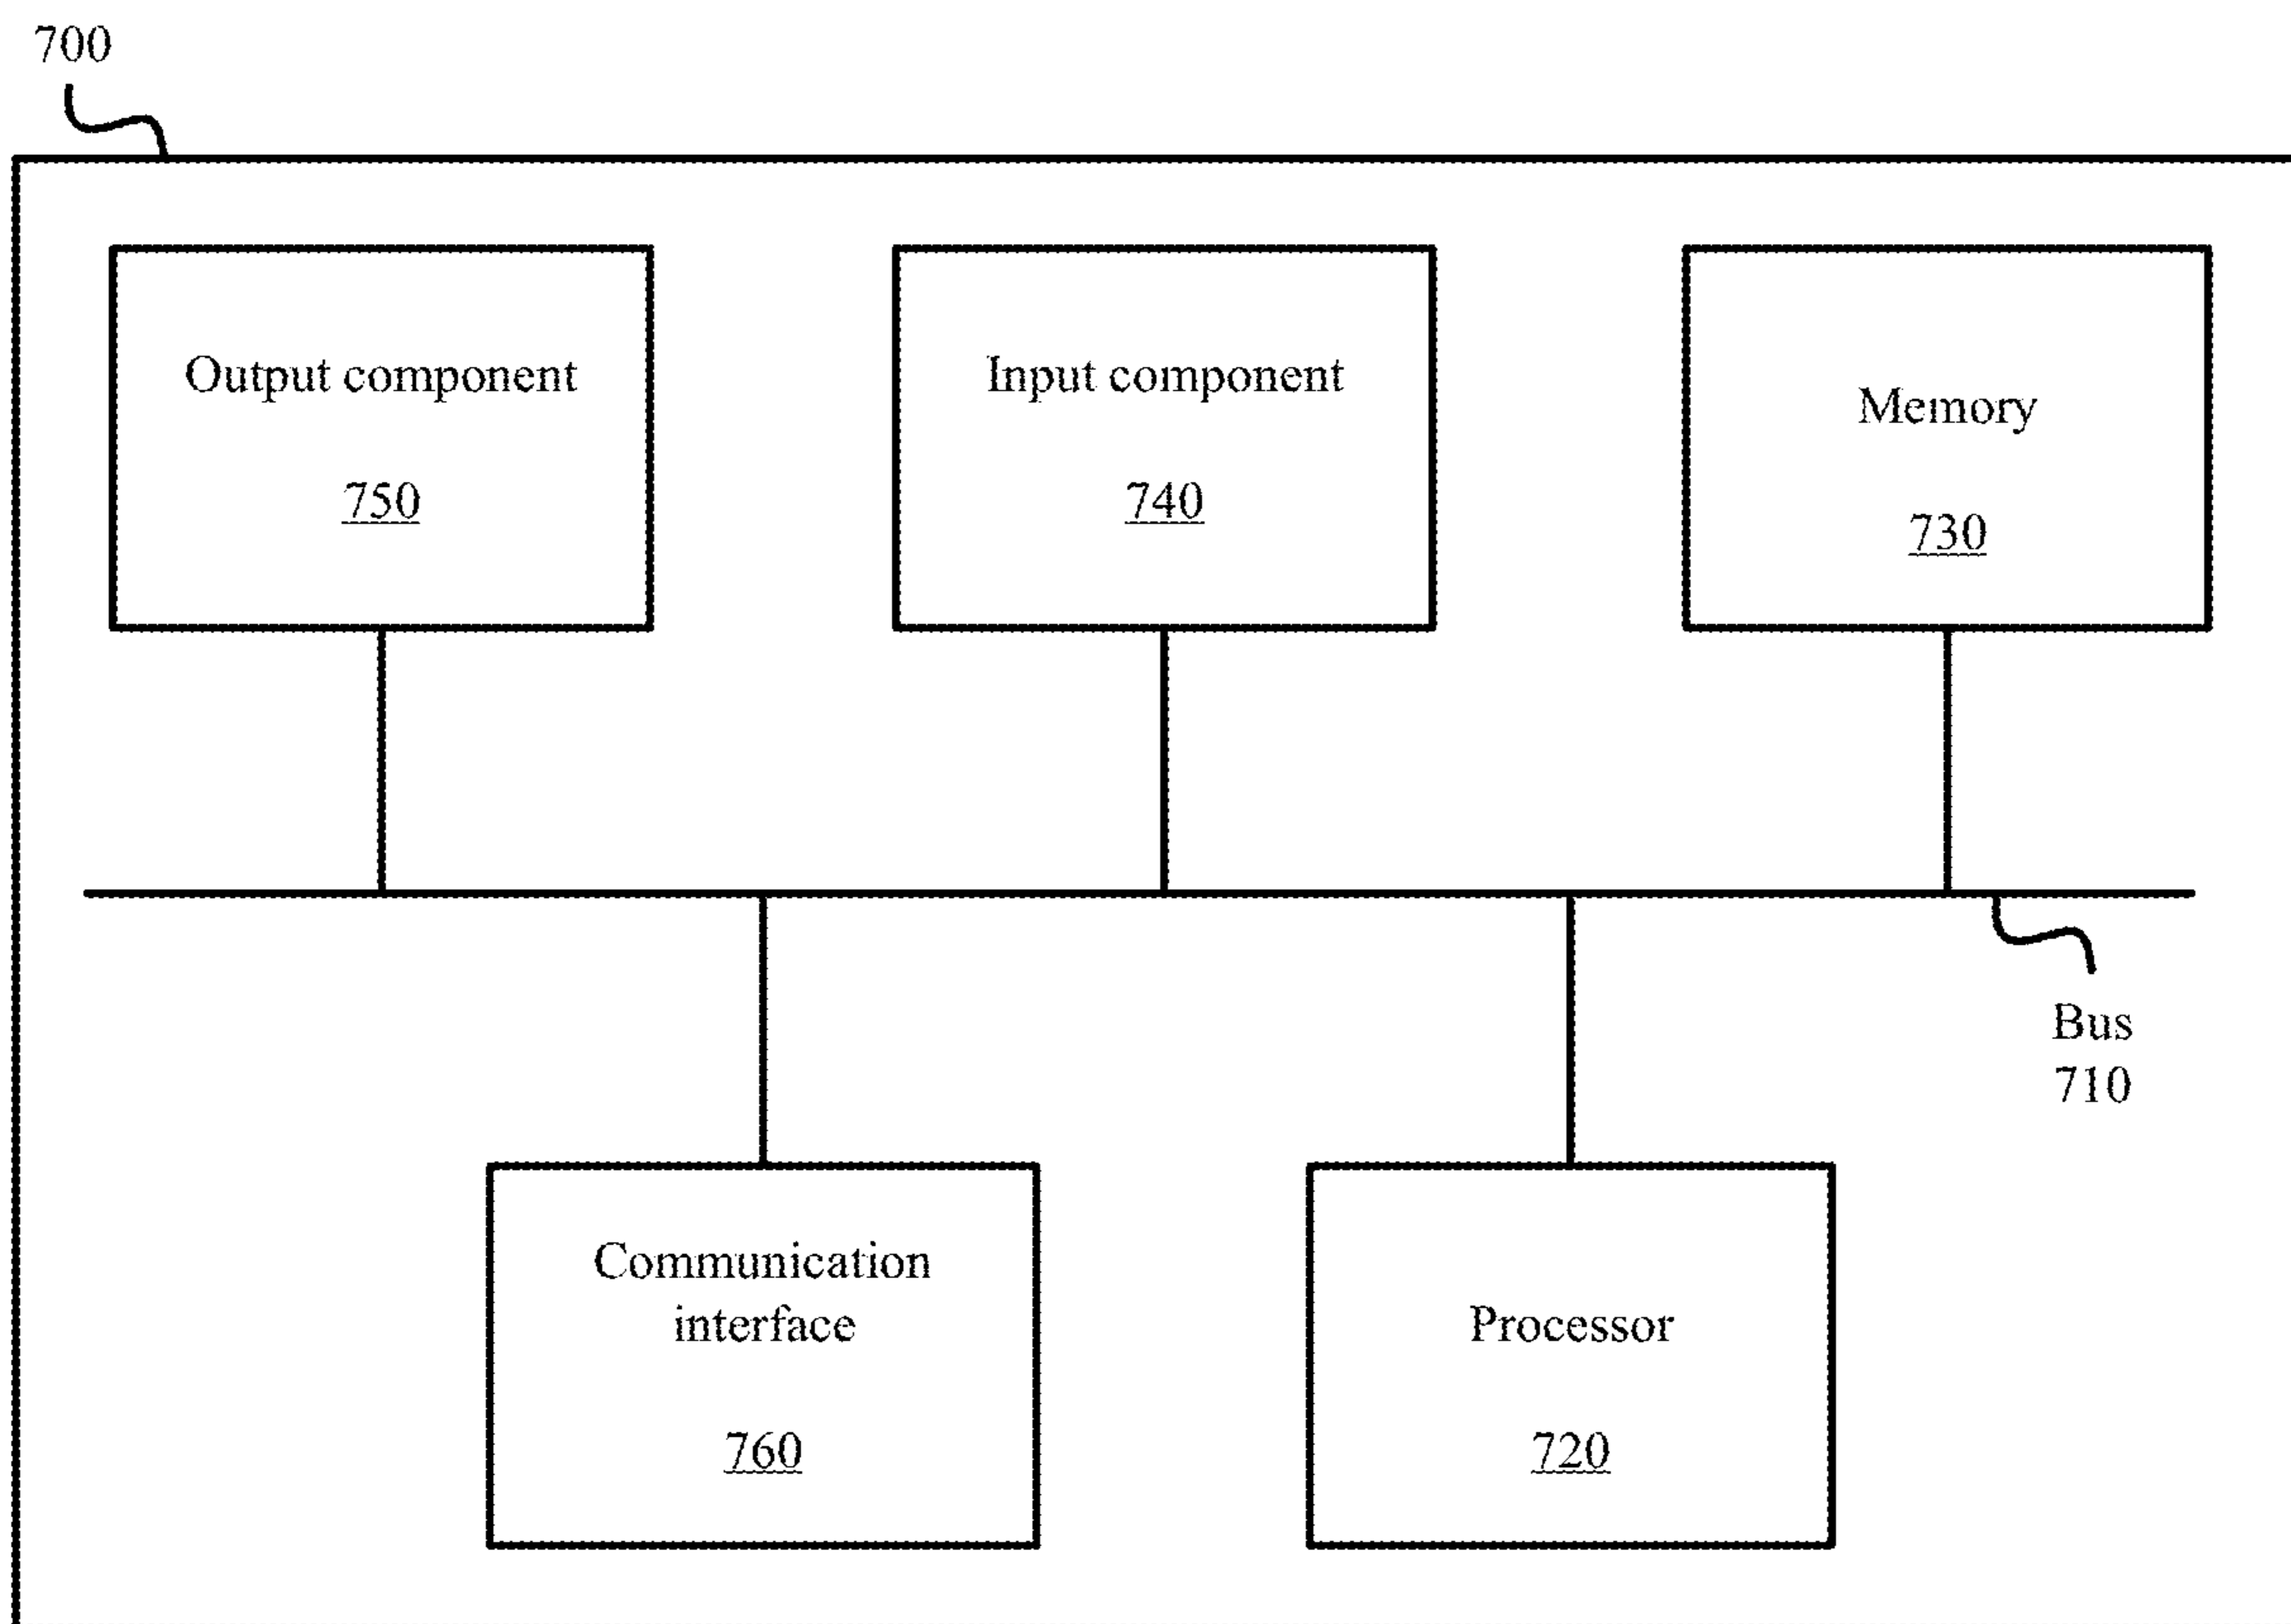 700
Output component
750
Input component
740
Memory
730
Bus
710
Communication
interface
760
Processor
720